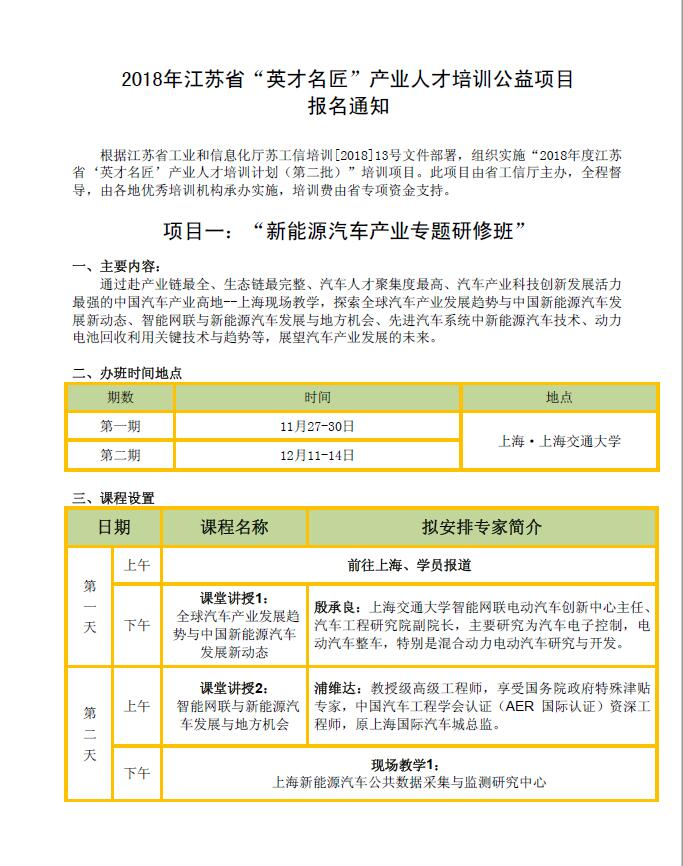 2018年江苏省“英才名匠”产业人才培训公益项目
报名通知
根据江苏省工业和信息化厅苏工信培训[2018]13号文件部署，组织实施“2018年度江苏
省‘英才名匠’产业人才培训计划（第二批）”培训项目。此项目由省工信厅主办，全程督
导，由各地优秀培训机构承办实施，培训费由省专项资金支持。
项目一：“新能源汽车产业专题研修班”
一、主要内容：
通过赴产业链最全、生态链最完整、汽车人才聚集度最高、汽车产业科技创新发展活力
最强的中国汽车产业高地--上海现场教学，探索全球汽车产业发展趋势与中国新能源汽车发
展新动态、智能网联与新能源汽车发展与地方机会、先进汽车系统中新能源汽车技术、动力
电池回收利用关键技术与趋势等，展望汽车产业发展的未来。
二、办班时间地点
期数 时间 地点
第一期 11月27-30日
上海·上海交通大学
第二期 12月11-14日
三、课程设置
日期 课程名称 拟安排专家简介
第一天
上午 前往上海、学员报道
下午
课堂讲授1：
全球汽车产业发展趋
势与中国新能源汽车
发展新动态
殷承良：上海交通大学智能网联电动汽车创新中心主任、
汽车工程研究院副院长，主要研究为汽车电子控制，电
动汽车整车，特别是混合动力电动汽车研究与开发。
第二天
上午
课堂讲授2：
智能网联与新能源汽
车发展与地方机会
浦维达：教授级高级工程师，享受国务院政府特殊津贴
专家，中国汽车工程学会认证（AER 国际认证）资深工
程师，原上海国际汽车城总监。
下午
现场教学1：
上海新能源汽车公共数据采集与监测研究中心